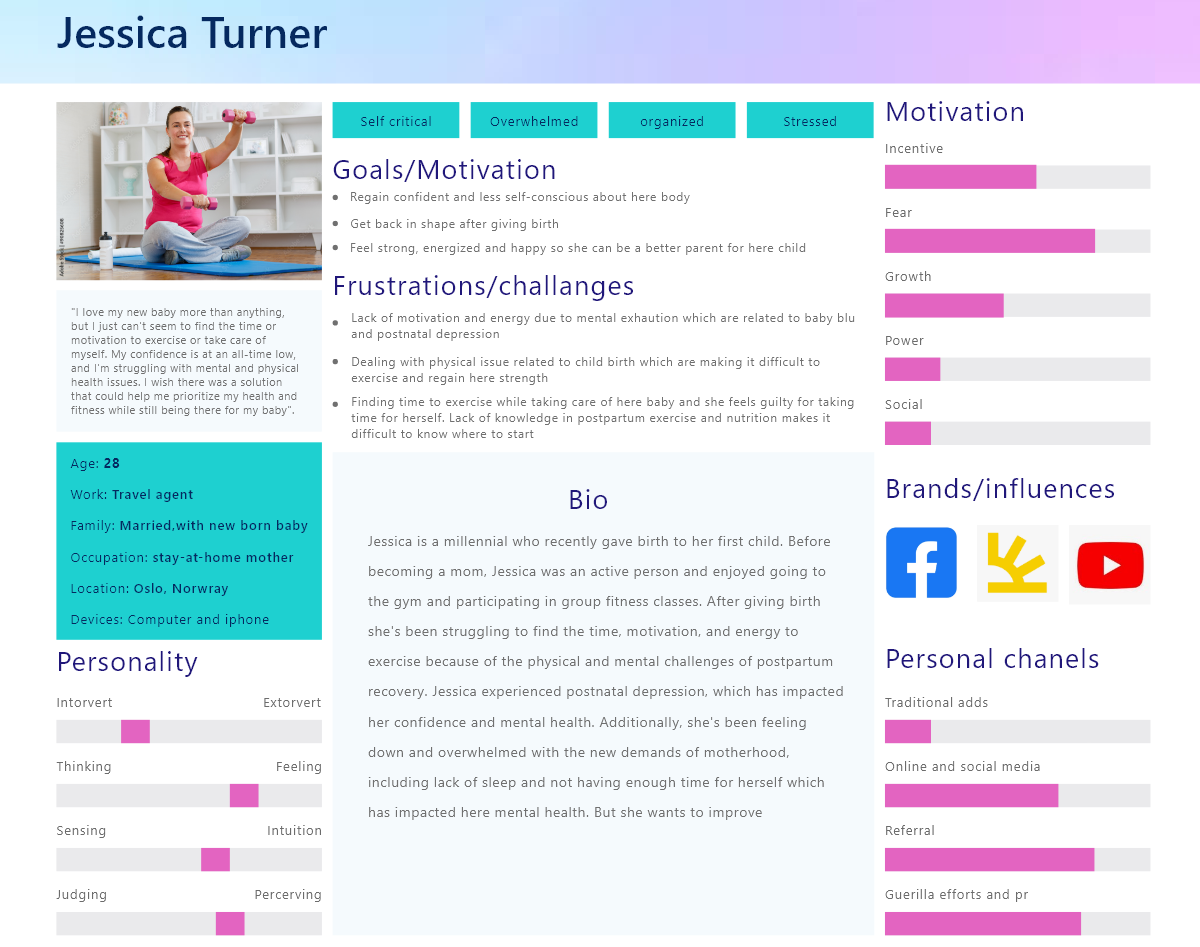 Jessica Turner
"I love my new baby more than anything,
but I just can't seem to find the time or
motivation to exercise or take care of
myself. My confidence is at an all-time low,
and I'm struggling with mental and physical
health issues. I wish there was a solution
that could help me prioritize my health and
fitness while still being there for my baby".
Age: 28
Work: Travel agent
Family: Married,with new born baby
Occupation: stay-at-home mother
Location: Oslo, Norwray
Devices: Computer and iphone
Personality
Intorvert Extorvert
Thinking Feeling
Sensing Intuition
Judging Percerving
Self critical Overwhelmed organized Stressed
Goals/Motivation
• Regain confident and less self-conscious about here body
• Get back in shape after giving birth
• Feel strong, energized and happy so she can be a better parent for here child
Frustrations/challanges
• Lack of motivation and energy due to mental exhaution which are related to baby blu
and postnatal depression
• Dealing with physical issue related to child birth which are making it difficult to
exercise and regain here strength
• Finding time to exercise while taking care of here baby and she feels guilty for taking
time for herself. Lack of knowledge in postpartum exercise and nutrition makes it
difficult to know where to start
Bio
Jessica is a millennial who recently gave birth to her first child. Before
becoming a mom, Jessica was an active person and enjoyed going to
the gym and participating in group fitness classes. After giving birth
she's been struggling to find the time, motivation, and energy to
exercise because of the physical and mental challenges of postpartum
recovery. Jessica experienced postnatal depression, which has impacted
her confidence and mental health. Additionally, she's been feeling
down and overwhelmed with the new demands of motherhood,
including lack of sleep and not having enough time for herself which
has impacted here mental health. But she wants to improve
Motivation
Incentive
Fear
Growth
Power
Social
Brands/influences
Personal chanels
Traditional adds
Online and social media
Referral
Guerilla efforts and pr